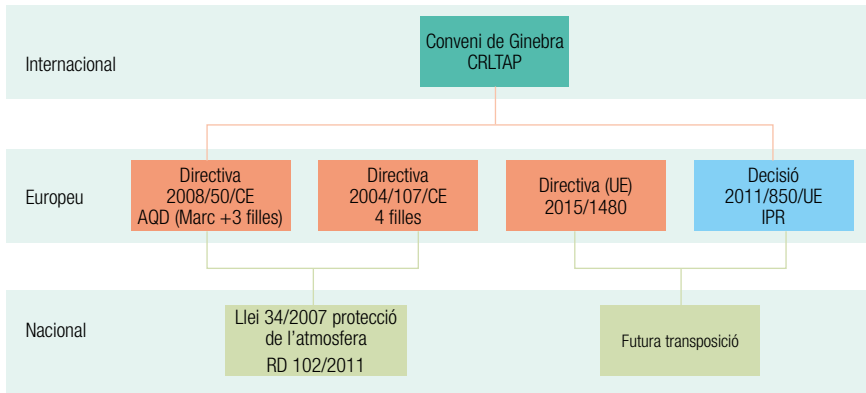 Internacional
Conveni de Ginebra
CRLTAP
Europeu
Directiva
2008/50/CE
AQD (Marc +3 filles)
Directiva
2004/107/CE
4 filles
Directiva (UE)
2015/1480
Decisió
2011/850/UE
IPR
Nacional
Llei 34/2007 protecció
de l'atmosfera
RD 102/2011
Futura transposició